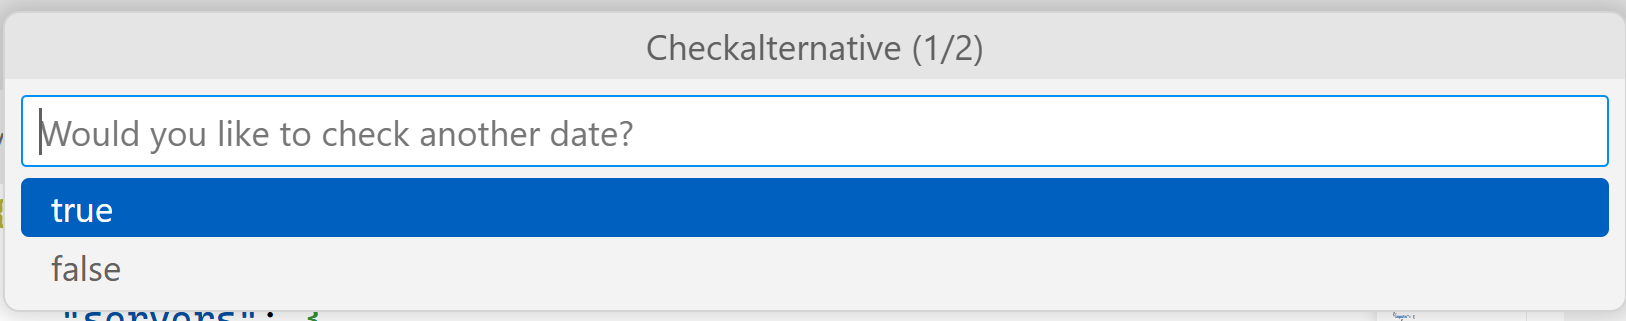 Checkalternative (1/2)
Would you like to check another date?
true
false
"servers": {